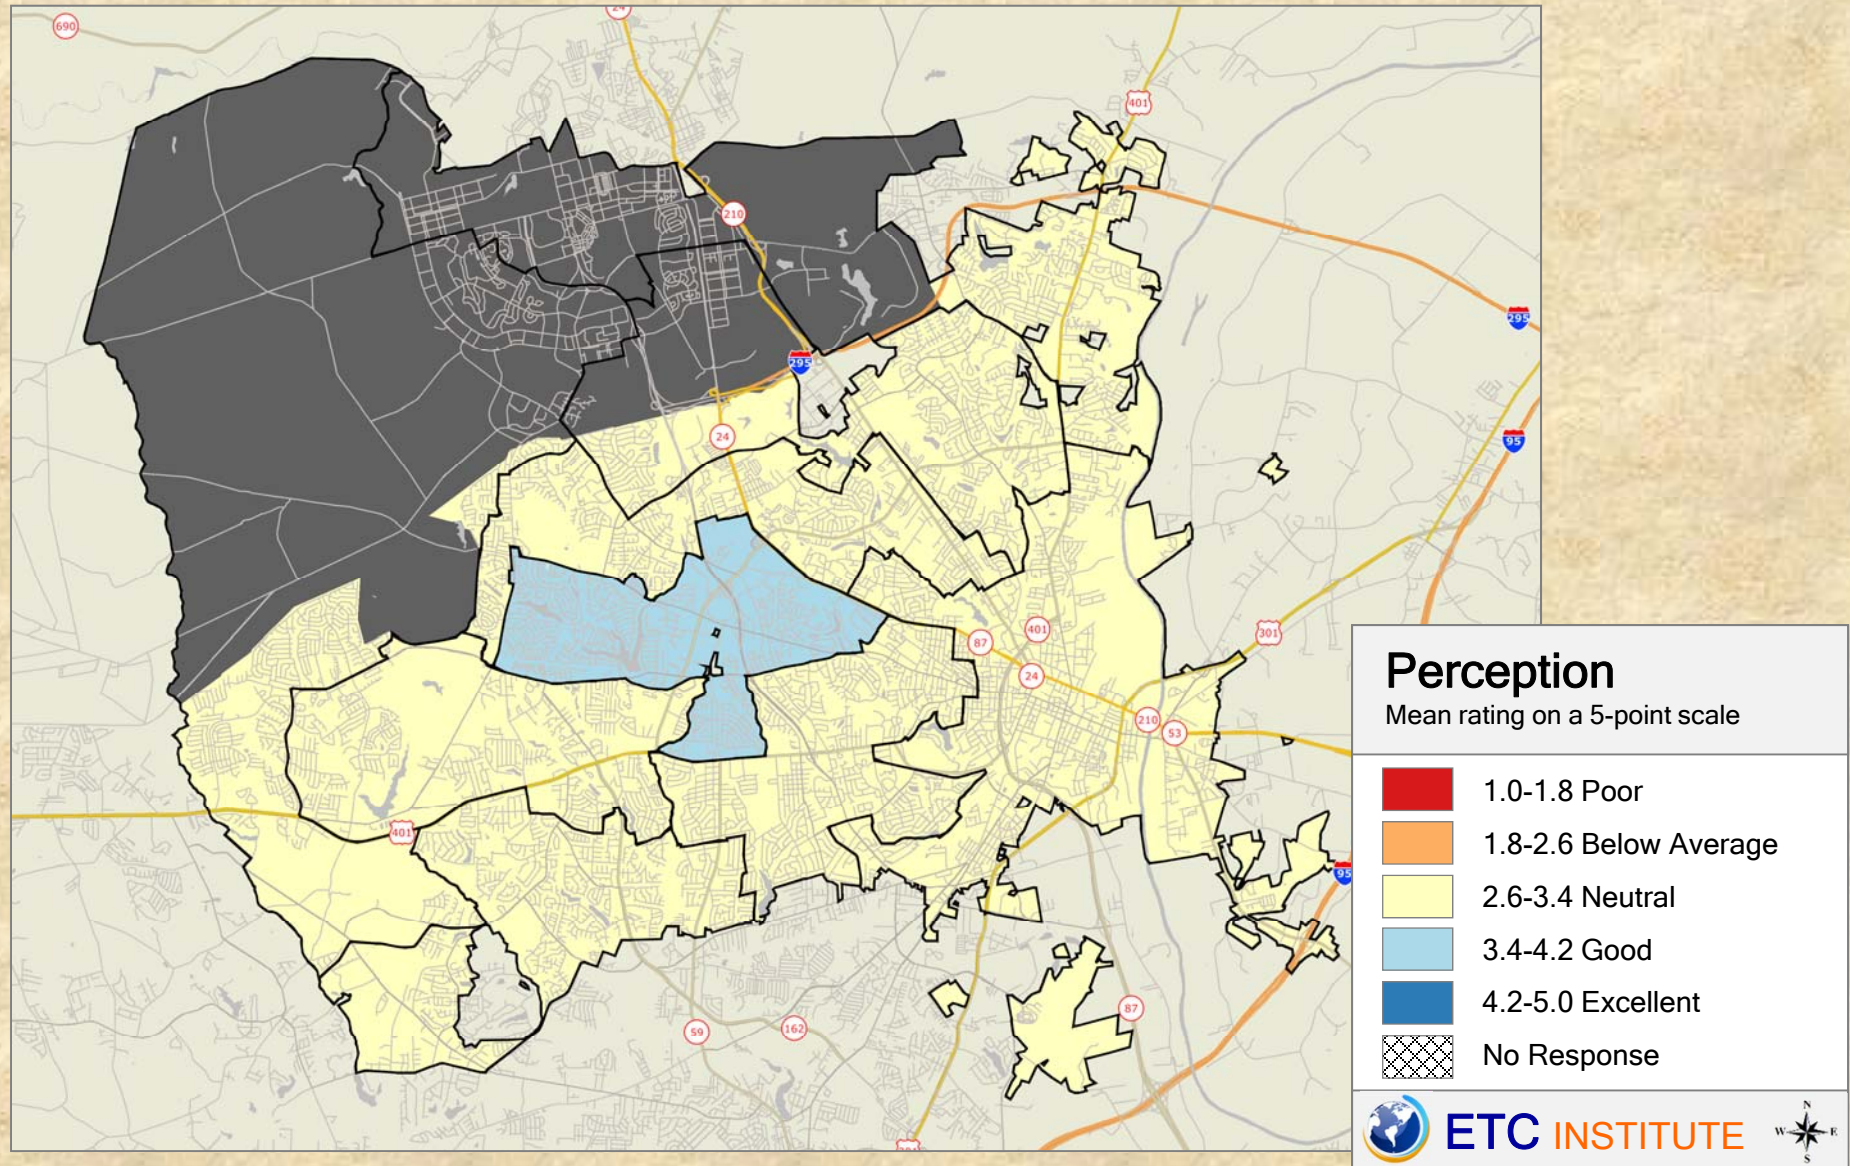 24
690
401
210
295
295
24
95
87
401
301
24
210
53
401
95
59
162
87
Perception
Mean rating on a 5-point scale
1.0-1.8 Poor
1.8-2.6 Below Average
2.6-3.4 Neutral
3.4-4.2 Good
4.2-5.0 Excellent
No Response
ETC INSTITUTE
N
W E
S